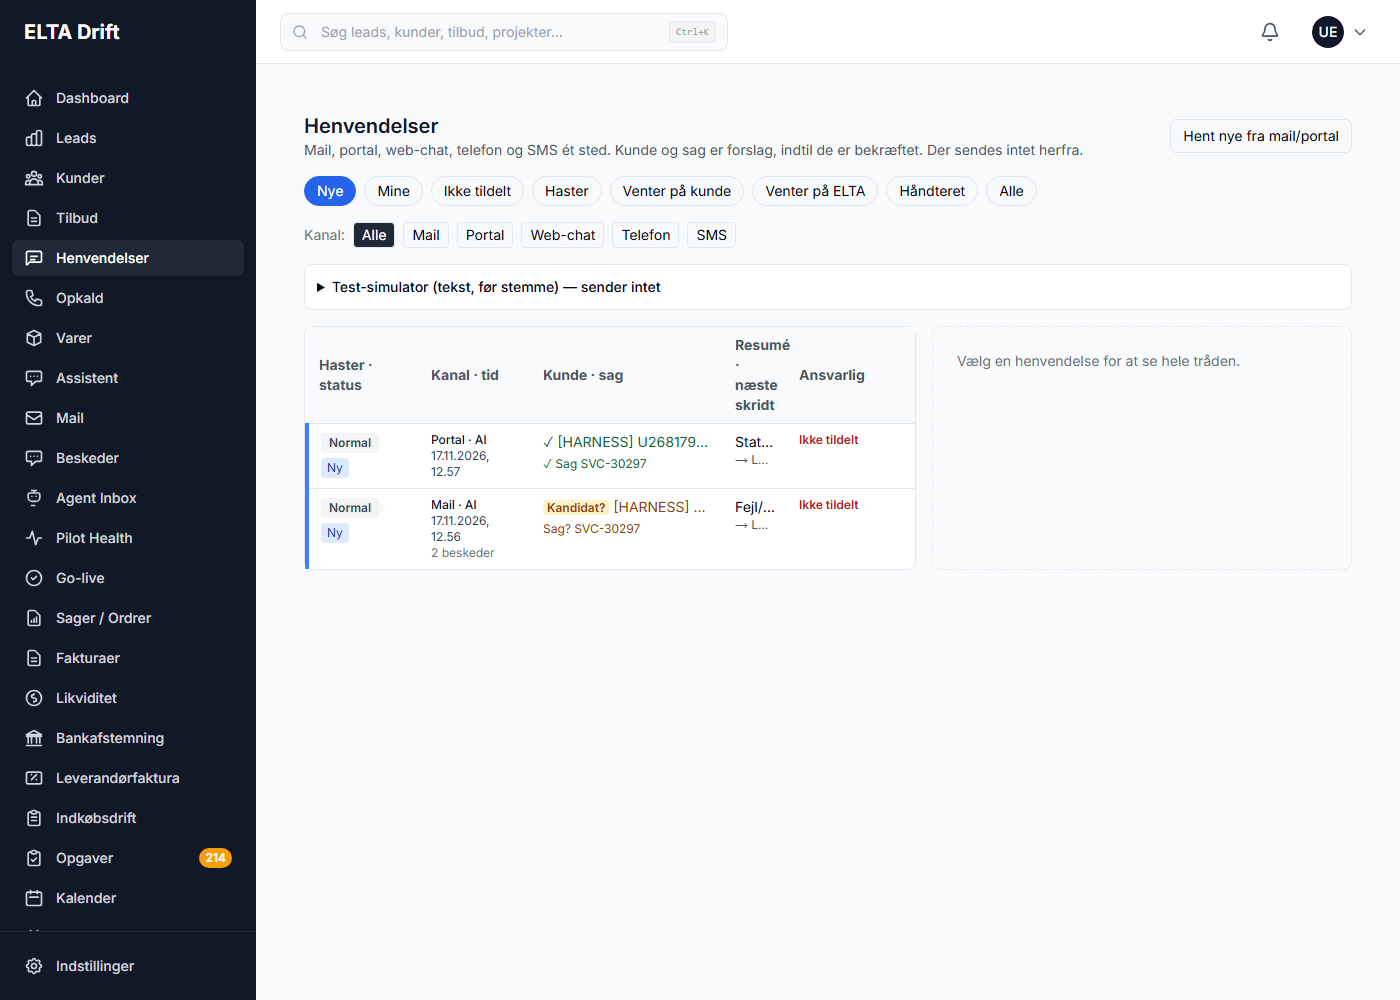 ELTA Drift
Søg leads, kunder, tilbud, projekter...
Ctrl+K
UE
Dashboard
Leads
Kunder
Tilbud
Henvendelser
Opkald
Varer
Assistent
Mail
Beskeder
Agent Inbox
Pilot Health
Go-live
Sager / Ordrer
Fakturaer
Likviditet
Bankafstemning
Leverandørfaktura
Indkøbsdrift
Opgaver 214
Kalender
Indstillinger
Henvendelser
Mail, portal, web-chat, telefon og SMS ét sted. Kunde og sag er forslag, indtil de er bekræftet. Der sendes intet herfra.
Hent nye fra mail/portal
Nye Mine Ikke tildelt Haster Venter på kunde Venter på ELTA Håndteret Alle
Kanal: Alle Mail Portal Web-chat Telefon SMS
▶ Test-simulator (tekst, før stemme) — sender intet
Haster ·
status
Kanal · tid
Kunde · sag
Resumé
·
næste
skridt
Ansvarlig
Normal
Ny
Portal · AI
17.11.2026,
12.57
✓ [HARNESS] U268179...
✓ Sag SVC-30297
Stat...
→ L...
Ikke tildelt
Normal
Ny
Mail · AI
17.11.2026,
12.56
2 beskeder
Kandidat? [HARNESS] ...
Sag? SVC-30297
Fejl/...
→ L...
Ikke tildelt
Vælg en henvendelse for at se hele tråden.